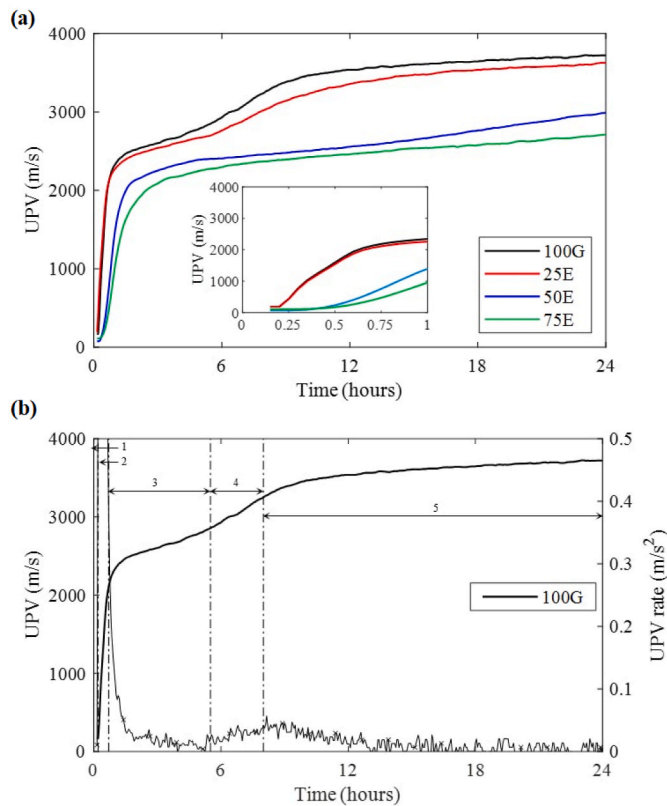 (a)
4000
3000
2000
1000
0
UPV (m/s)
4000
3000
2000
1000
0
UPV (m/s)
0 0.25 0.5 0.75 1
100G
25E
50E
75E
0 6 12 18 24
Time (hours)
(b)
4000
3000
2000
1000
0
UPV (m/s)
1
2
3
4
5
100G
0.5
0.4
0.3
0.2
0.1
0
UPV rate (m/s²)
0 6 12 18 24
Time (hours)